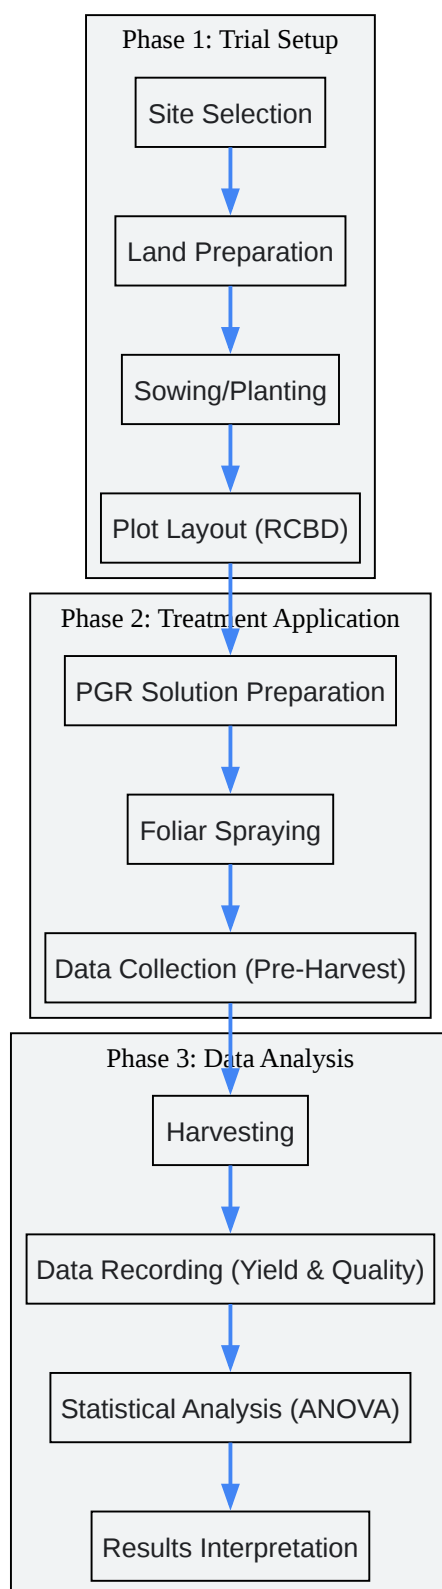 Phase 1: Trial Setup
Site Selection
Land Preparation
Sowing/Planting
Plot Layout (RCBD)
Phase 2: Treatment Application
PGR Solution Preparation
Foliar Spraying
Data Collection (Pre-Harvest)
Phase 3: Data Analysis
Harvesting
Data Recording (Yield & Quality)
Statistical Analysis (ANOVA)
Results Interpretation